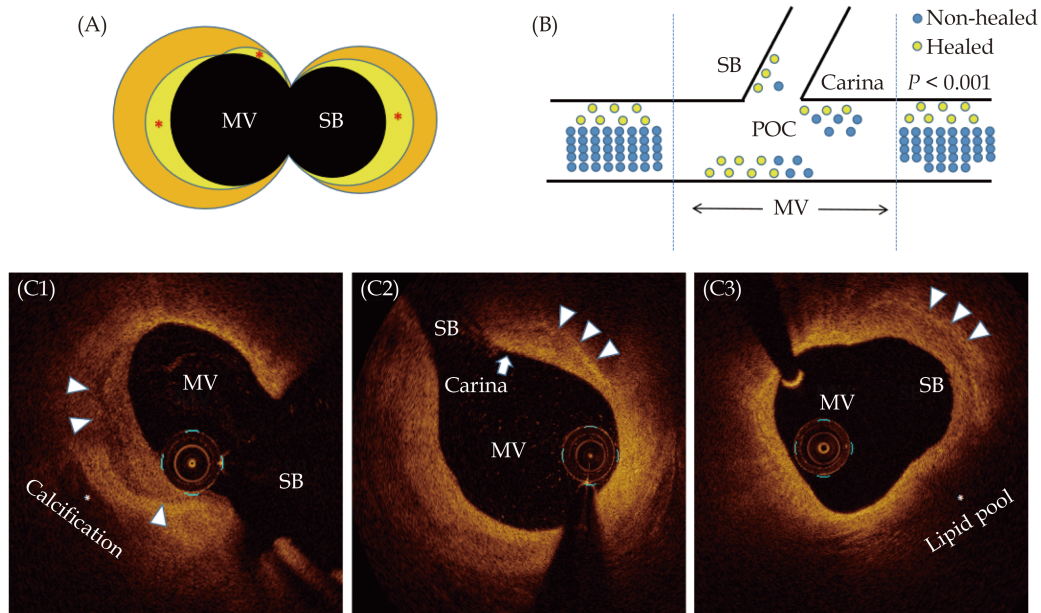 (A)
*
*
*
MV
SB
(B)
Non-healed
Healed
SB
Carina
P < 0.001
POC
MV
(C1)
MV
SB
Calcification
*
(C2)
SB
Carina
MV
(C3)
SB
MV
*
Lipid pool